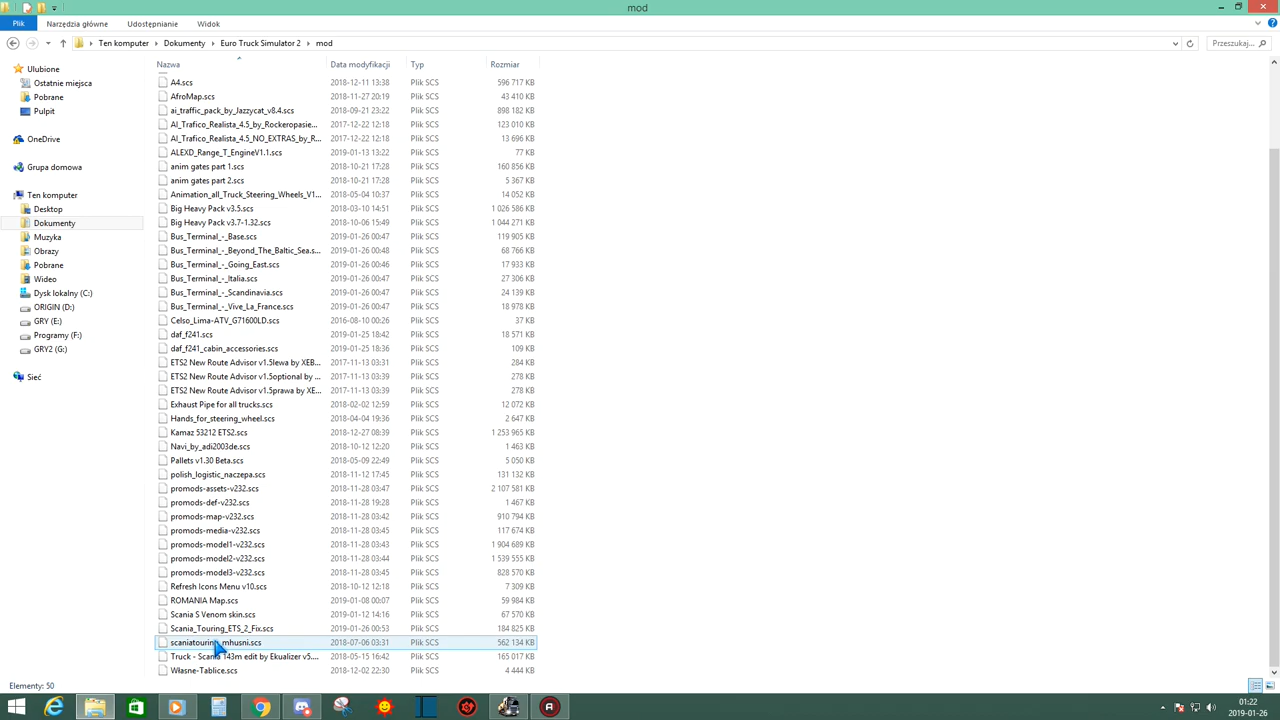 mod
Plik Narzędzia główne Udostępnianie Widok
Ten komputer Dokumenty Euro Truck Simulator 2 mod Przeszukaj...
Nazwa Data modyfikacji Typ Rozmiar
Ulubione
Ostatnie miejsca
Pobrane
Pulpit
OneDrive
Grupa domowa
Ten komputer
Desktop
Dokumenty
Muzyka
Obrazy
Pobrane
Wideo
Dysk lokalny (C:)
ORIGIN (D:)
GRY (E:)
Programy (F:)
GRY2 (G:)
Sieć
A4.scs 2018-12-11 13:38 Plik SCS 596 717 KB
AfroMap.scs 2018-11-27 20:19 Plik SCS 43 410 KB
ai_traffic_pack_by_Jazzycat_v8.4.scs 2018-09-21 23:22 Plik SCS 898 182 KB
AI_Trafico_Realista_4.5_by_Rockeropasie... 2017-12-22 12:18 Plik SCS 123 010 KB
AI_Trafico_Realista_4.5_NO_EXTRAS_by_R... 2017-12-22 12:18 Plik SCS 13 696 KB
ALEXD_Range_T_EngineV1.1.scs 2019-01-13 13:22 Plik SCS 77 KB
anim gates part 1.scs 2018-10-21 17:28 Plik SCS 160 856 KB
anim gates part 2.scs 2018-10-21 17:28 Plik SCS 5 367 KB
Animation_all_Truck_Steering_Wheels_V1... 2018-05-04 10:37 Plik SCS 14 052 KB
Big Heavy Pack v3.5.scs 2018-03-10 14:51 Plik SCS 1 026 586 KB
Big Heavy Pack v3.7-1.32.scs 2018-10-06 15:49 Plik SCS 1 044 271 KB
Bus_Terminal_-_Base.scs 2019-01-26 00:47 Plik SCS 119 905 KB
Bus_Terminal_-_Beyond_The_Baltic_Sea.s... 2019-01-26 00:48 Plik SCS 68 766 KB
Bus_Terminal_-_Going_East.scs 2019-01-26 00:46 Plik SCS 17 933 KB
Bus_Terminal_-_Italia.scs 2019-01-26 00:47 Plik SCS 27 306 KB
Bus_Terminal_-_Scandinavia.scs 2019-01-26 00:47 Plik SCS 24 139 KB
Bus_Terminal_-_Vive_La_France.scs 2019-01-26 00:47 Plik SCS 18 978 KB
Celso_Lima-ATV_G71600LD.scs 2016-08-10 00:26 Plik SCS 37 KB
daf_f241.scs 2019-01-25 18:42 Plik SCS 18 571 KB
daf_f241_cabin_accessories.scs 2019-01-25 18:36 Plik SCS 109 KB
ETS2 New Route Advisor v1.5lewa by XEB... 2017-11-13 03:31 Plik SCS 284 KB
ETS2 New Route Advisor v1.5optional by ... 2017-11-13 03:39 Plik SCS 278 KB
ETS2 New Route Advisor v1.5prawa by XE... 2017-11-13 03:39 Plik SCS 278 KB
Exhaust Pipe for all trucks.scs 2018-02-02 12:59 Plik SCS 12 072 KB
Hands_for_steering_wheel.scs 2018-04-04 19:36 Plik SCS 2 647 KB
Kamaz 53212 ETS2.scs 2018-12-27 08:39 Plik SCS 1 253 965 KB
Navi_by_adi2003de.scs 2018-10-12 12:20 Plik SCS 1 463 KB
Pallets v1.30 Beta.scs 2018-05-09 22:49 Plik SCS 5 050 KB
polish_logistic_naczepa.scs 2018-11-12 17:45 Plik SCS 131 132 KB
promods-assets-v232.scs 2018-11-28 03:47 Plik SCS 2 107 581 KB
promods-def-v232.scs 2018-11-28 19:28 Plik SCS 1 467 KB
promods-map-v232.scs 2018-11-28 03:42 Plik SCS 910 794 KB
promods-media-v232.scs 2018-11-28 03:45 Plik SCS 117 674 KB
promods-model1-v232.scs 2018-11-28 03:43 Plik SCS 1 904 689 KB
promods-model2-v232.scs 2018-11-28 03:44 Plik SCS 1 539 555 KB
promods-model3-v232.scs 2018-11-28 03:45 Plik SCS 828 570 KB
Refresh Icons Menu v10.scs 2018-10-12 12:18 Plik SCS 7 309 KB
ROMANIA Map.scs 2019-01-08 00:07 Plik SCS 59 984 KB
Scania S Venom skin.scs 2019-01-12 14:16 Plik SCS 67 570 KB
Scania_Touring_ETS_2_Fix.scs 2019-01-26 00:53 Plik SCS 184 825 KB
scaniatouring_mhusni.scs 2018-07-06 03:31 Plik SCS 562 134 KB
Truck - Scania 143m edit by Ekualizer v5.... 2018-05-15 16:42 Plik SCS 165 017 KB
Własne-Tablice.scs 2018-12-02 22:30 Plik SCS 4 444 KB
Elementy: 50
01:22
2019-01-26